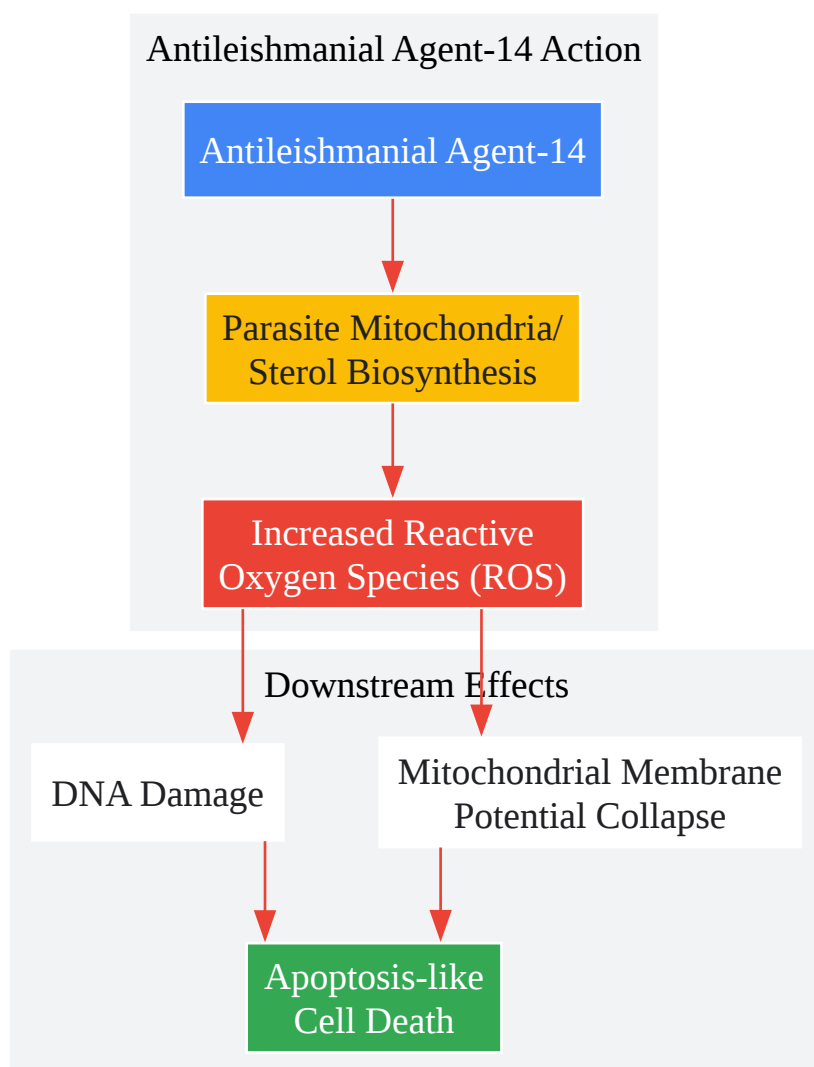 Antileishmanial Agent-14 Action
Antileishmanial Agent-14
Parasite Mitochondria/
Sterol Biosynthesis
Increased Reactive
Oxygen Species (ROS)
Downstream Effects
DNA Damage
Mitochondrial Membrane
Potential Collapse
Apoptosis-like
Cell Death